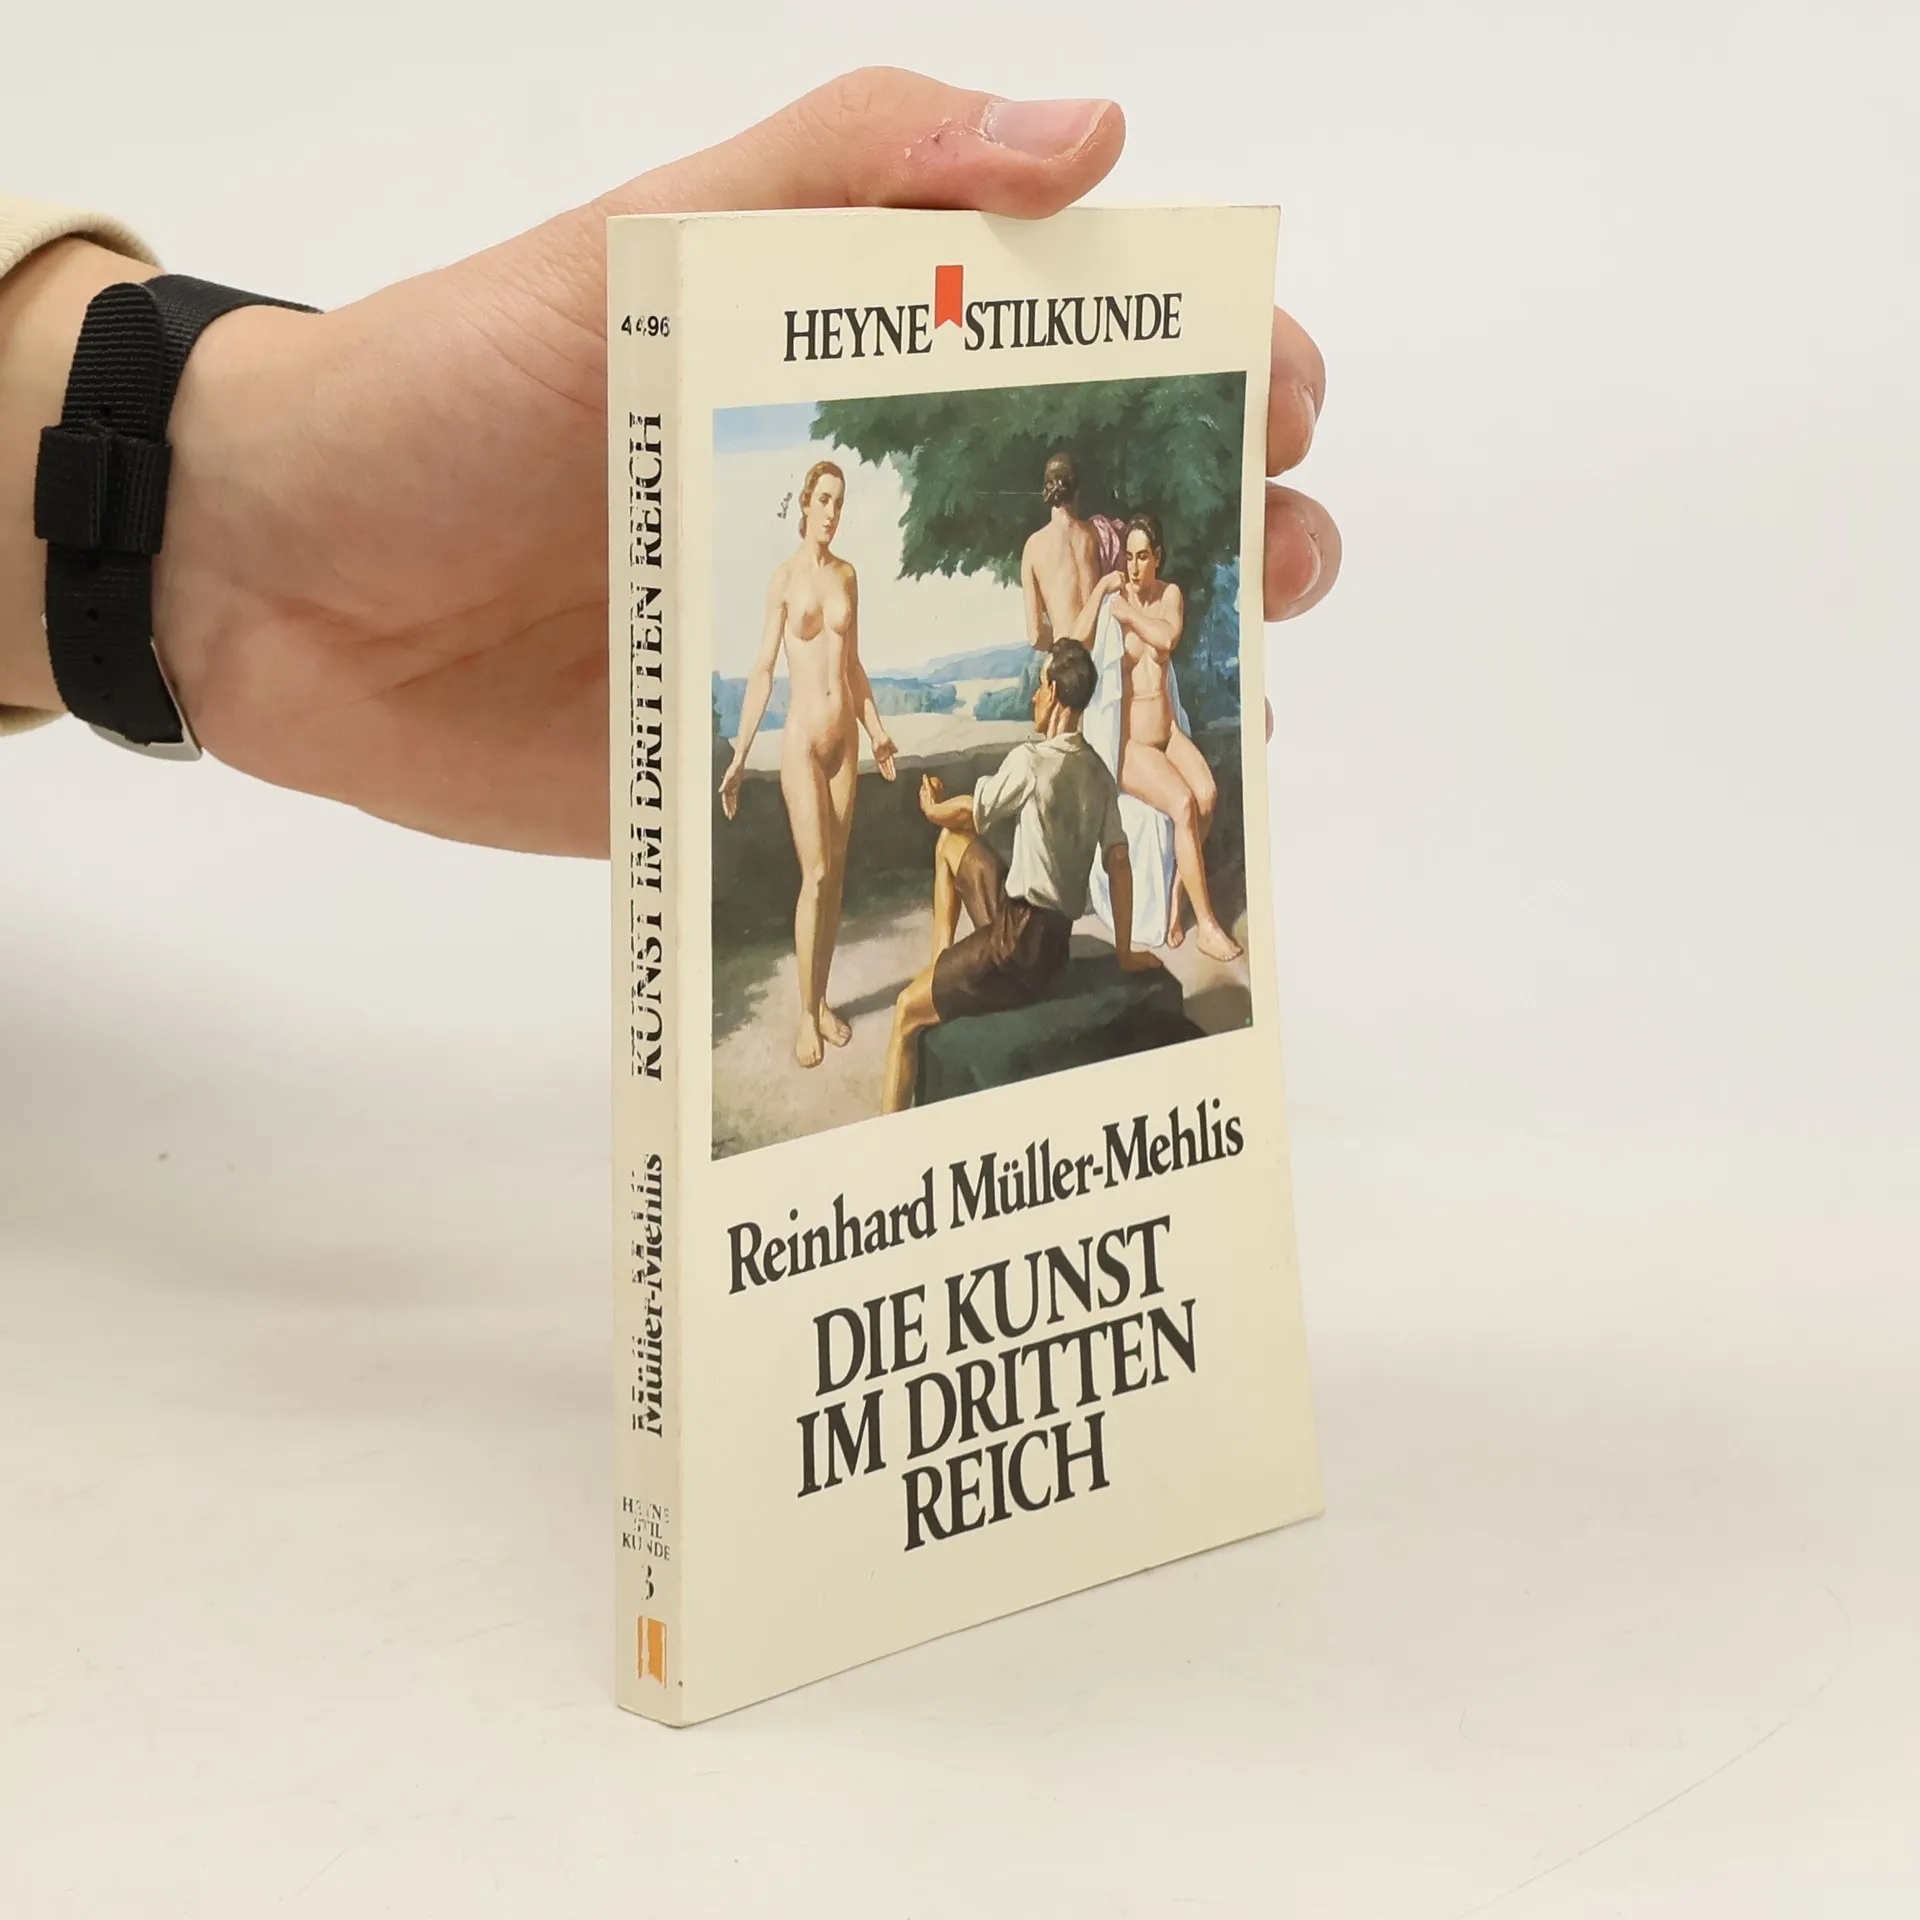 HEYNE STILKUNDE
Reinhard Müller-Mehlis
DIE KUNST
IM DRITTEN
REICH
4496
Müller-Mehlis KUNST IM DRITTEN REICH
HEYNE
STIL
KUNDE
3